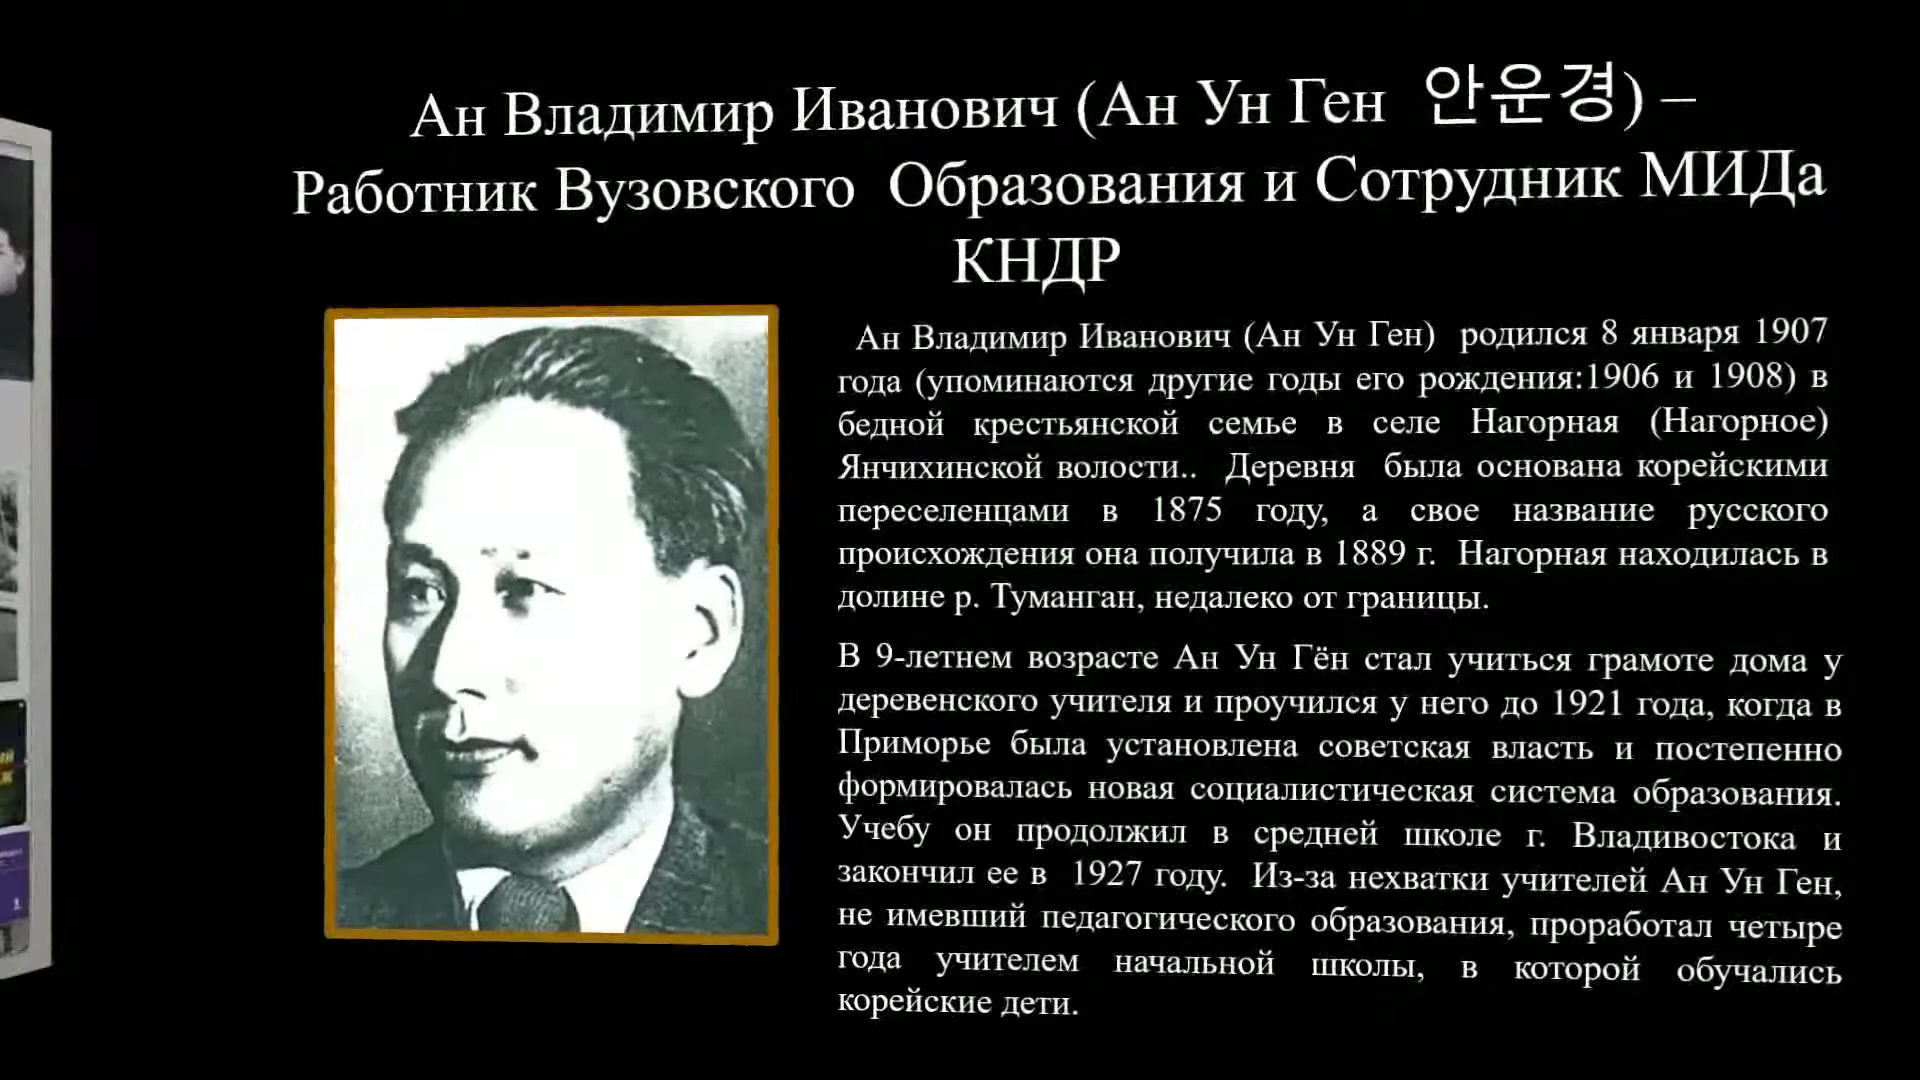 Ан Владимир Иванович (Ан Ун Ген 안운경) –
Работник Вузовского Образования и Сотрудник МИДа
КНДР
Ан Владимир Иванович (Ан Ун Ген) родился 8 января 1907
года (упоминаются другие годы его рождения:1906 и 1908) в
бедной крестьянской семье в селе Нагорная (Нагорное)
Янчихинской волости.. Деревня была основана корейскими
переселенцами в 1875 году, а свое название русского
происхождения она получила в 1889 г. Нагорная находилась в
долине р. Туманган, недалеко от границы.
В 9-летнем возрасте Ан Ун Гён стал учиться грамоте дома у
деревенского учителя и проучился у него до 1921 года, когда в
Приморье была установлена советская власть и постепенно
формировалась новая социалистическая система образования.
Учебу он продолжил в средней школе г. Владивостока и
закончил ее в 1927 году. Из-за нехватки учителей Ан Ун Ген,
не имевший педагогического образования, проработал четыре
года учителем начальной школы, в которой обучались
корейские дети.